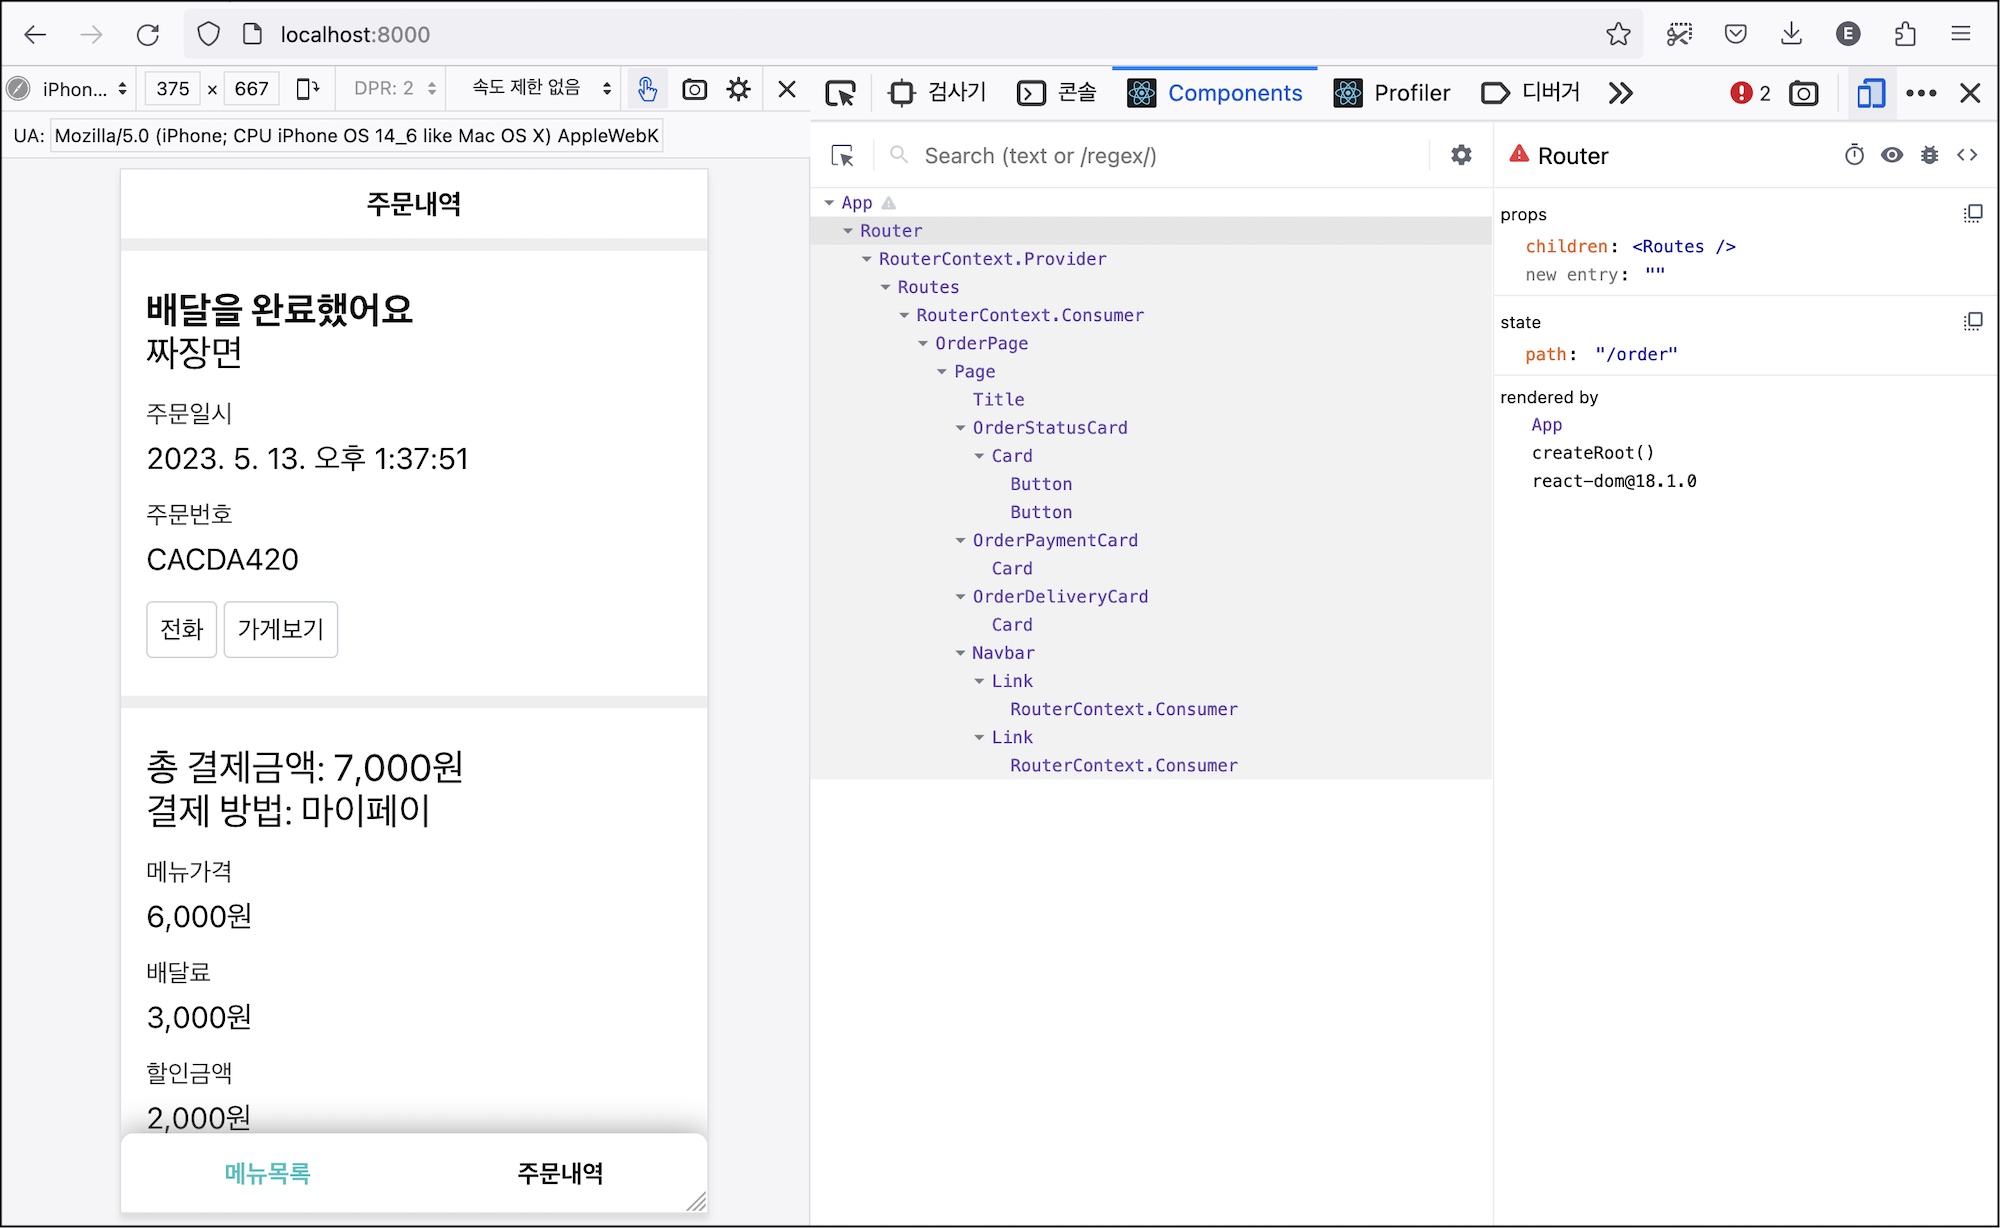 localhost:8000
iPhon...
375 × 667
DPR: 2
속도 제한 없음
UA: Mozilla/5.0 (iPhone; CPU iPhone OS 14_6 like Mac OS X) AppleWebK
주문내역
배달을 완료했어요
짜장면
주문일시
2023. 5. 13. 오후 1:37:51
주문번호
CACDA420
전화 가게보기
총 결제금액: 7,000원
결제 방법: 마이페이
메뉴가격
6,000원
배달료
3,000원
할인금액
2,000원
메뉴목록 주문내역
검사기 콘솔 Components Profiler 디버거 2
E
Search (text or /regex/)
App
Router
RouterContext.Provider
Routes
RouterContext.Consumer
OrderPage
Page
Title
OrderStatusCard
Card
Button
Button
OrderPaymentCard
Card
OrderDeliveryCard
Card
Navbar
Link
RouterContext.Consumer
Link
RouterContext.Consumer
Router
props
children: <Routes />
new entry: ""
state
path: "/order"
rendered by
App
createRoot()
react-dom@18.1.0